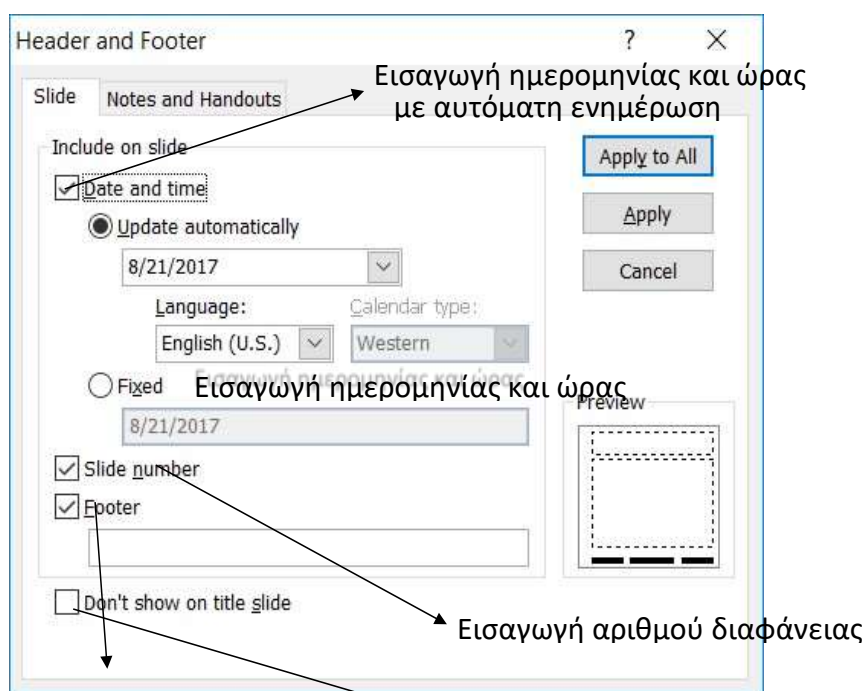 Header and Footer
?
Εισαγωγή ημερομηνίας και ώρας
με αυτόματη ενημέρωση
Slide
Notes and Handouts
Include on slide
Date and time
Update automatically
8/21/2017
Language:
Calendar type:
English (U.S.)
Western
Fixed
Εισαγωγή ημερομηνίας και ώρας
8/21/2017
Slide number
Footer
Don't show on title slide
Apply to All
Apply
Cancel
Preview
Εισαγωγή αριθμού διαφάνειας